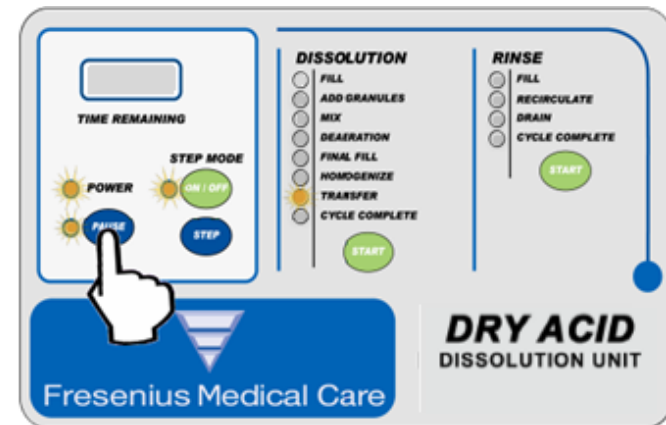 TIME REMAINING
STEP MODE
POWER
ON / OFF
PAUSE
STEP
DISSOLUTION
FILL
ADD GRANULES
MIX
DEAERATION
FINAL FILL
HOMOGENIZE
TRANSFER
CYCLE COMPLETE
START
RINSE
FILL
RECIRCULATE
DRAIN
CYCLE COMPLETE
START
Fresenius Medical Care
DRY ACID
DISSOLUTION UNIT